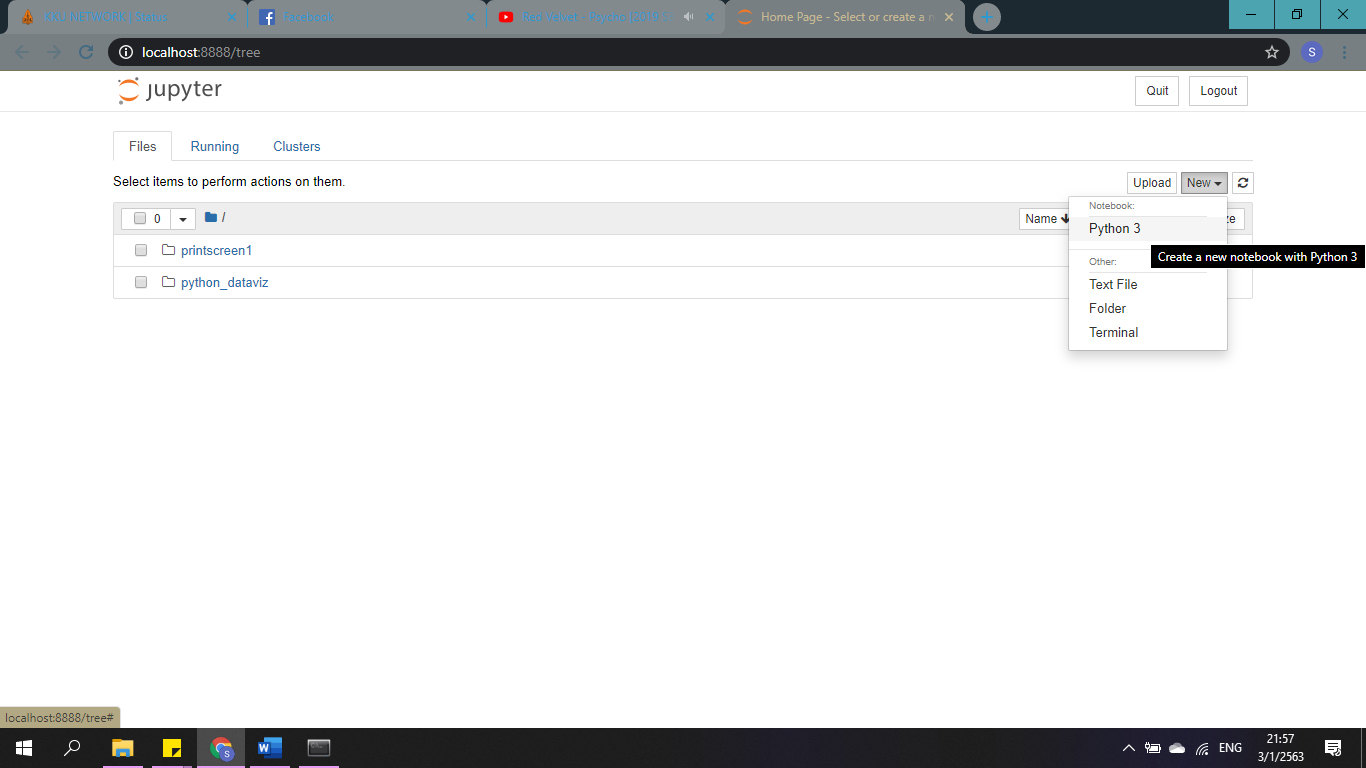 KKU NETWORK | Status
Facebook
Red Velvet - Psycho [2019 
Home Page - Select or create a n
localhost:8888/tree
S
jupyter
Quit
Logout
Files
Running
Clusters
Select items to perform actions on them.
Upload
New
0
/
Name
ze
printscreen1
python_dataviz
Notebook:
Python 3
Create a new notebook with Python 3
Other:
Text File
Folder
Terminal
localhost:8888/tree#
S
ENG
21:57
3/1/2563